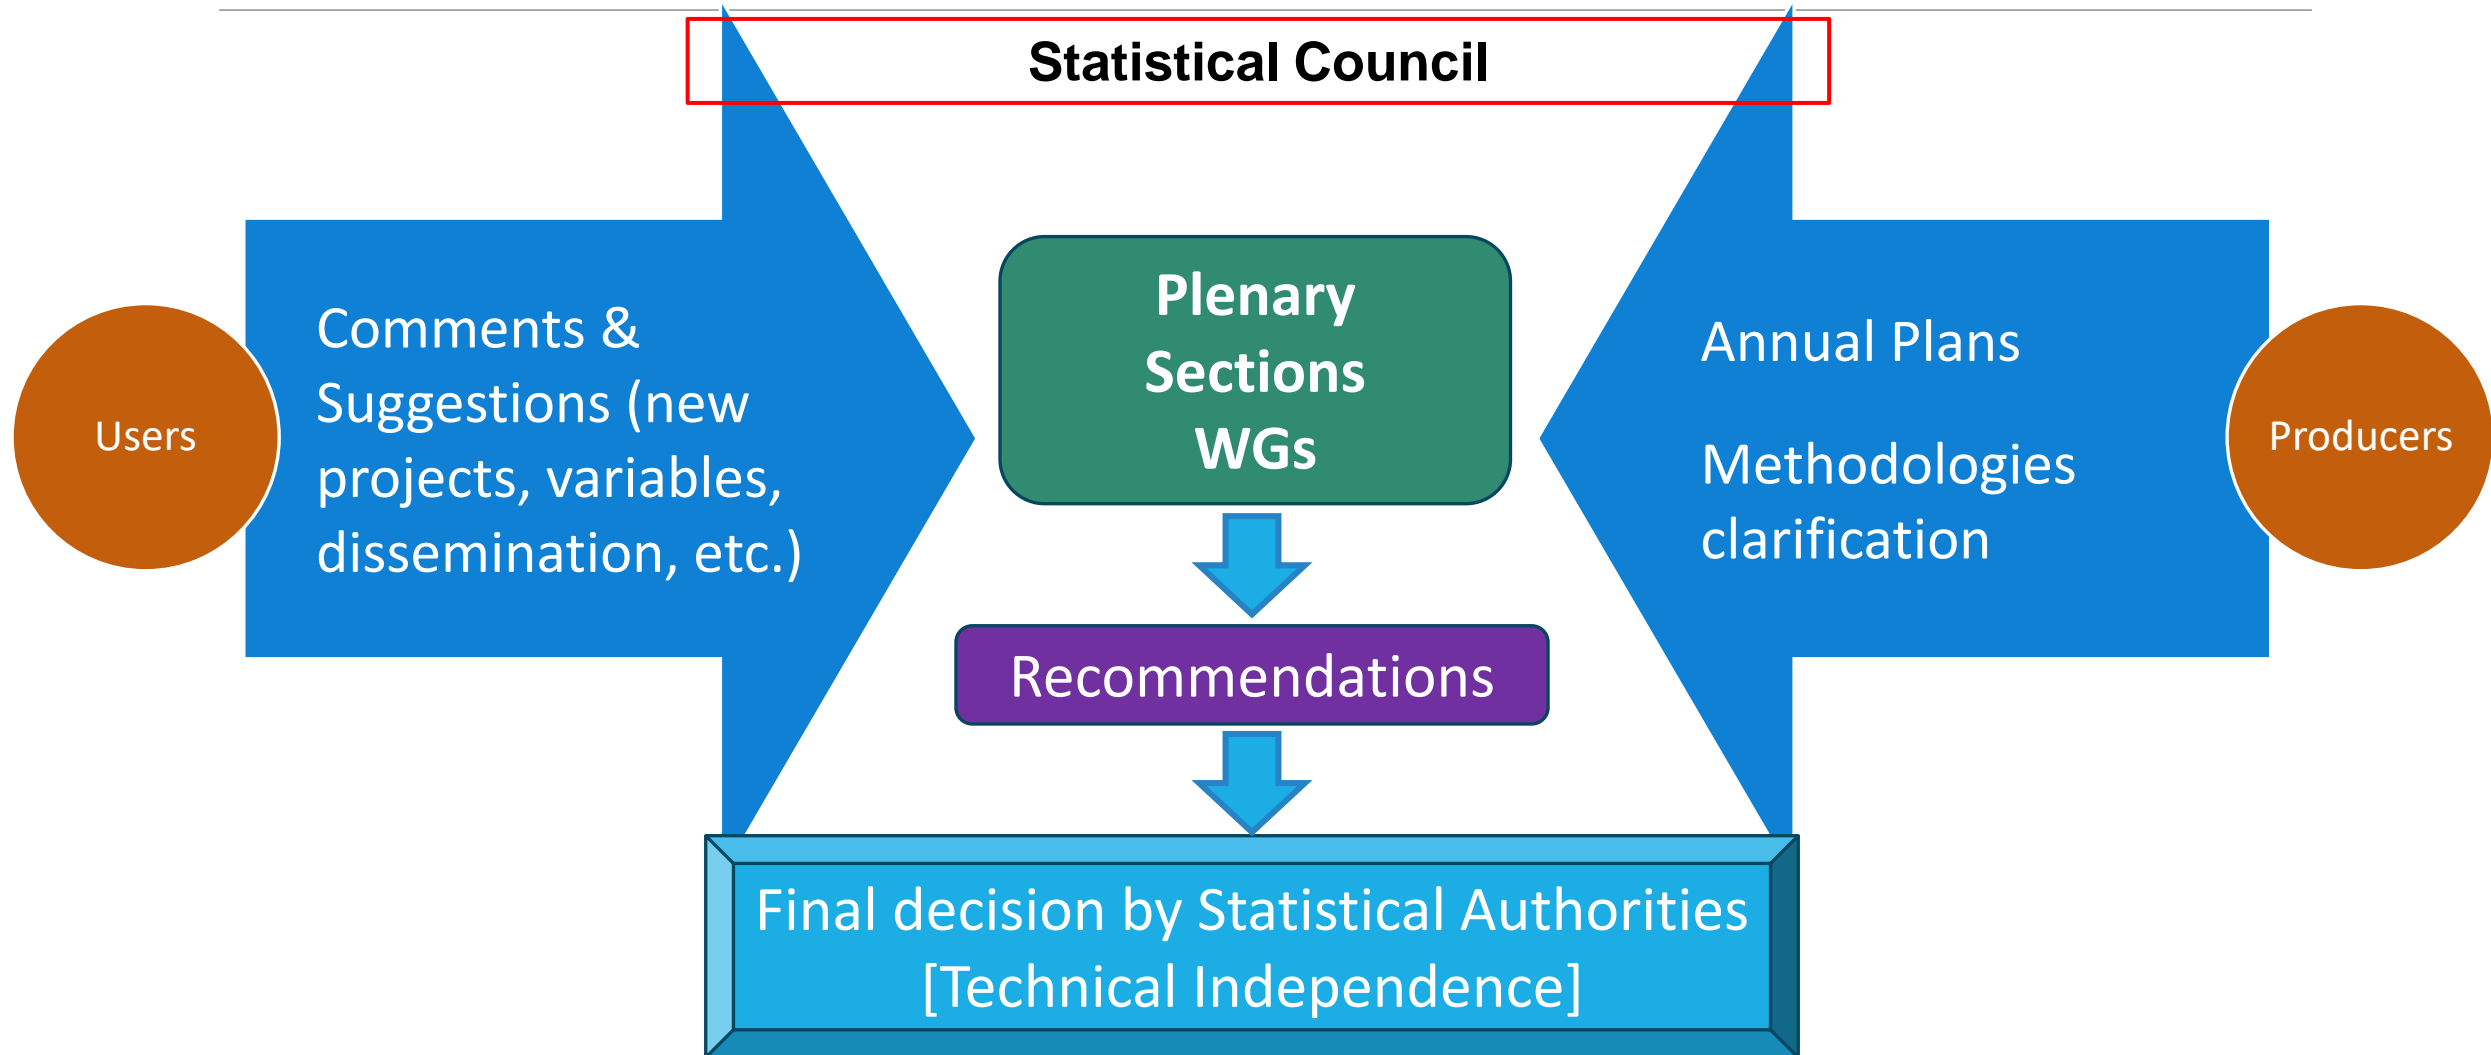 Statistical Council
Users
Comments &
Suggestions (new
projects, variables,
dissemination, etc.)
Plenary
Sections
WGs
Annual Plans
Methodologies
clarification
Producers
Recommendations
Final decision by Statistical Authorities
[Technical Independence]